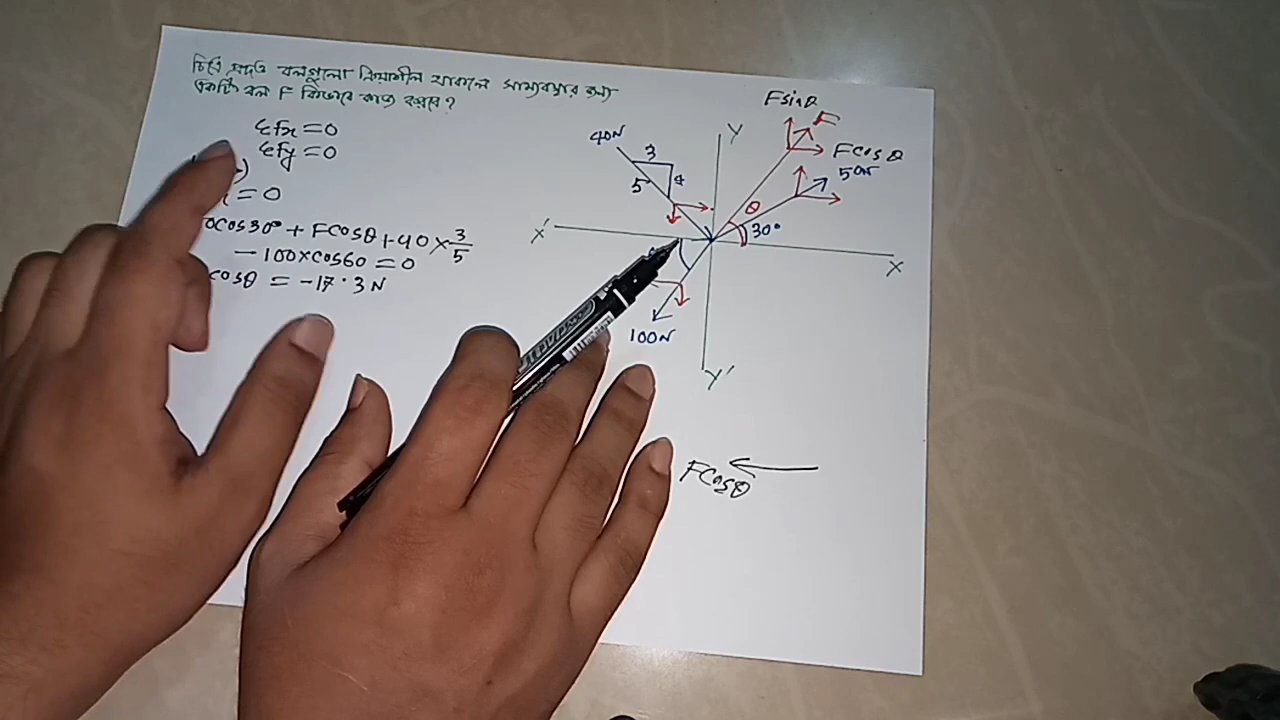 চিত্রে প্রদত্ত বলগুলো ক্রিয়াশীল থাকলে সাম্যবস্থার জন্য
একটি বল F কিভাবে কাজ করবে?
Σfx = 0
Σfy = 0
= 0
cos30° + Fcosθ + 40 × 3/5
- 100×cos60 = 0
cosθ = -17.3 N
Fsinθ
F
Fcosθ
50N
30°
θ
40N
3
4
5
Y
X'
X
100N
Y'
Fcosθ